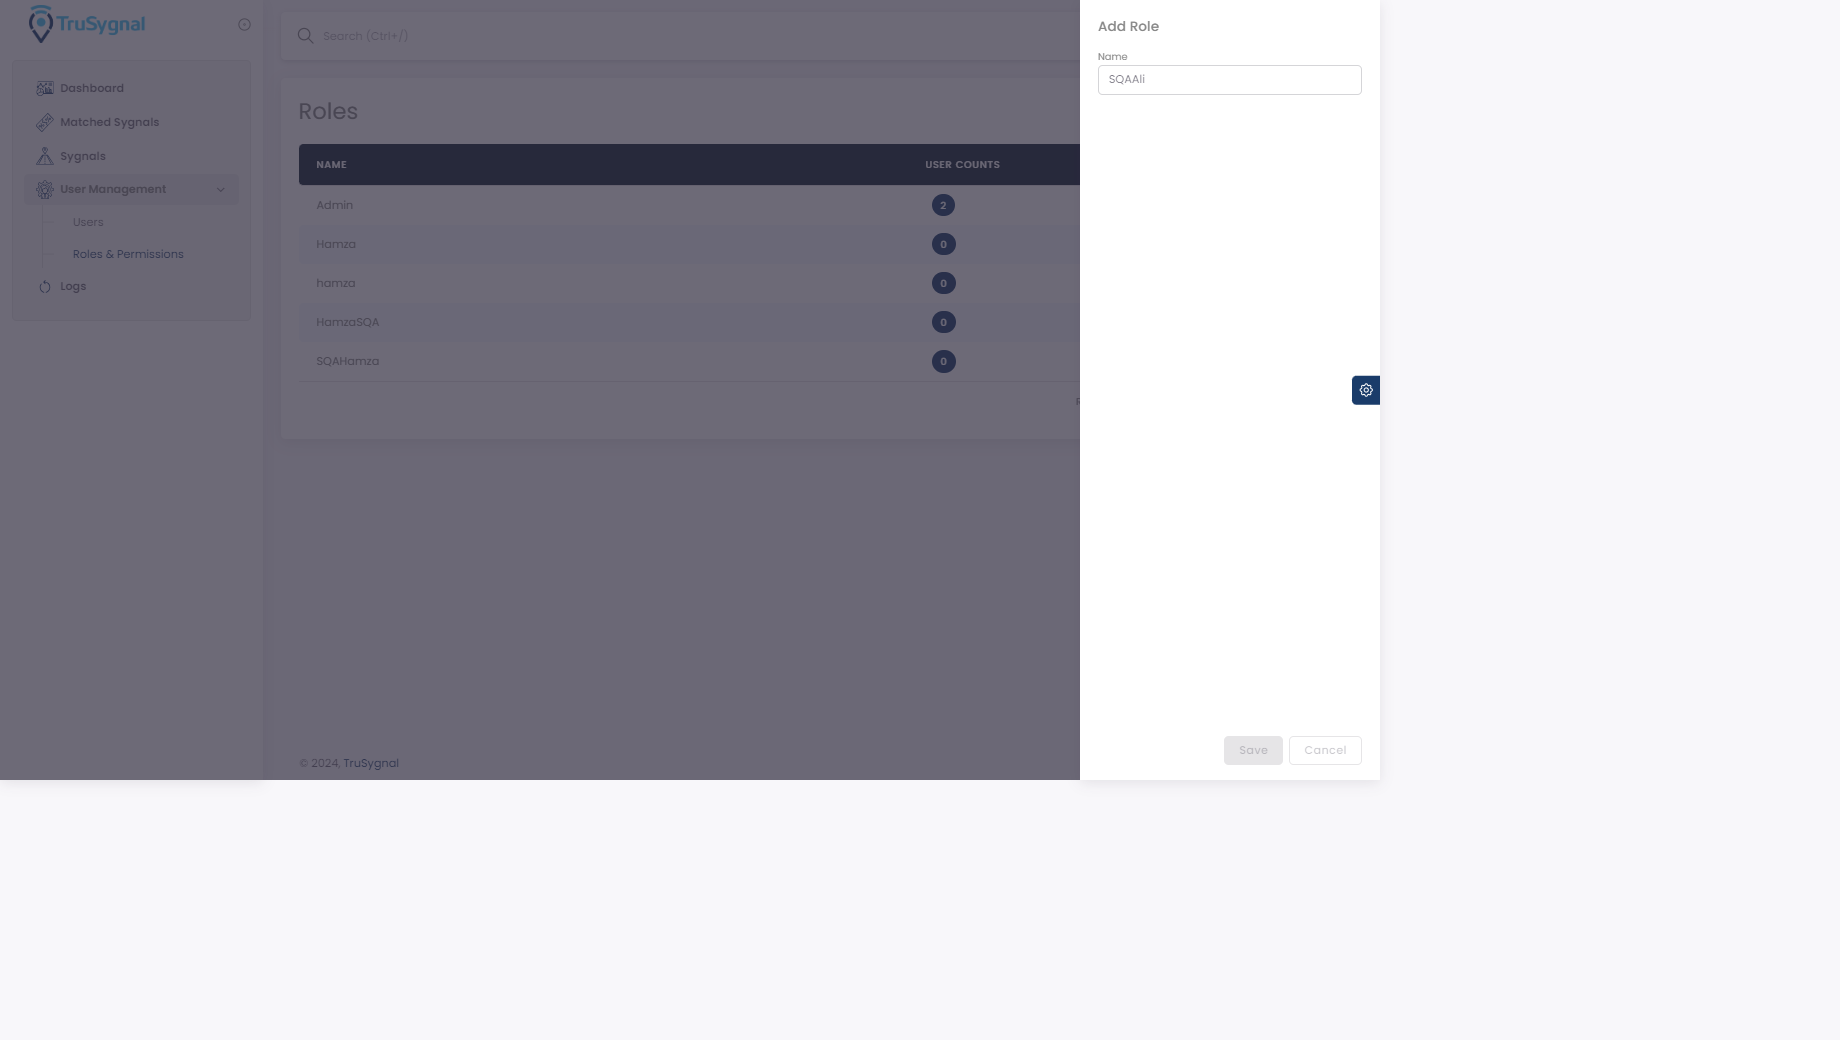 TruSygnal
Search (Ctrl+/)
Dashboard
Matched Sygnals
Sygnals
User Management
Users
Roles & Permissions
Logs
Roles
NAME USER COUNTS
Admin 2
Hamza 0
hamza 0
HamzaSQA 0
SQAHamza 0
© 2024, TruSygnal
Add Role
Name
SQAAli
Save Cancel